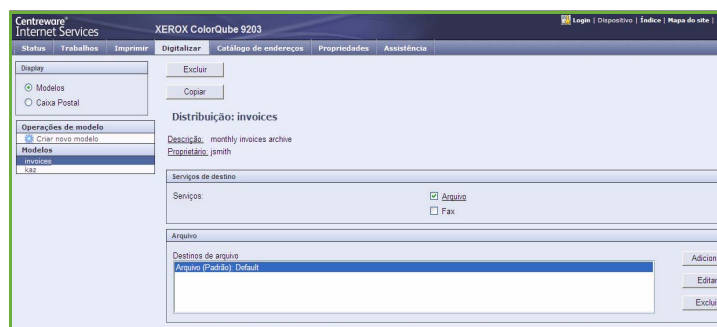 Centreware®
Internet Services
XEROX ColorQube 9203
Login | Dispositivo | Índice | Mapa do site |
Status Trabalhos Imprimir Digitalizar Catálogo de endereços Propriedades Assistência
Display
Modelos
Caixa Postal
Operações de modelo
Criar novo modelo
Modelos
invoices
kaz
Excluir
Copiar
Distribuição: invoices
Descrição: monthly invoices archive
Proprietário: jsmith
Serviços de destino
Serviços:
Arquivo
Fax
Arquivo
Destinos de arquivo
Arquivo (Padrão): Default
Adicion
Editar
Exclui